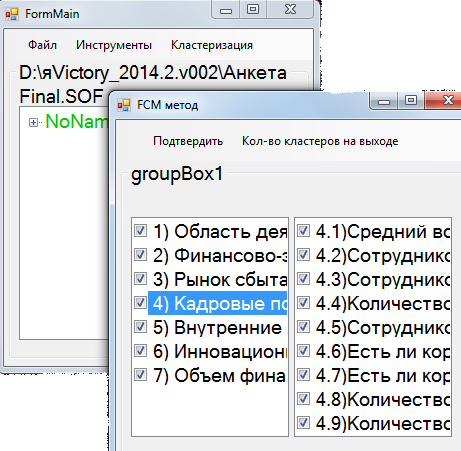 FormMain
Файл Инструменты Кластеризация
D:\яVictory_2014.2.v002\Анкета
Final.SOF
NoNam
FCM метод
Подтвердить Кол-во кластеров на выходе
groupBox1
1) Область дея
2) Финансово-э
3) Рынок сбыта
4) Кадровые по
5) Внутренние
6) Инновационн
7) Объем фина
4.1)Средний во
4.2)Сотруднико
4.3)Сотруднико
4.4)Количество
4.5)Сотруднико
4.6)Есть ли кор
4.7)Есть ли кор
4.8)Количество
4.9)Количество